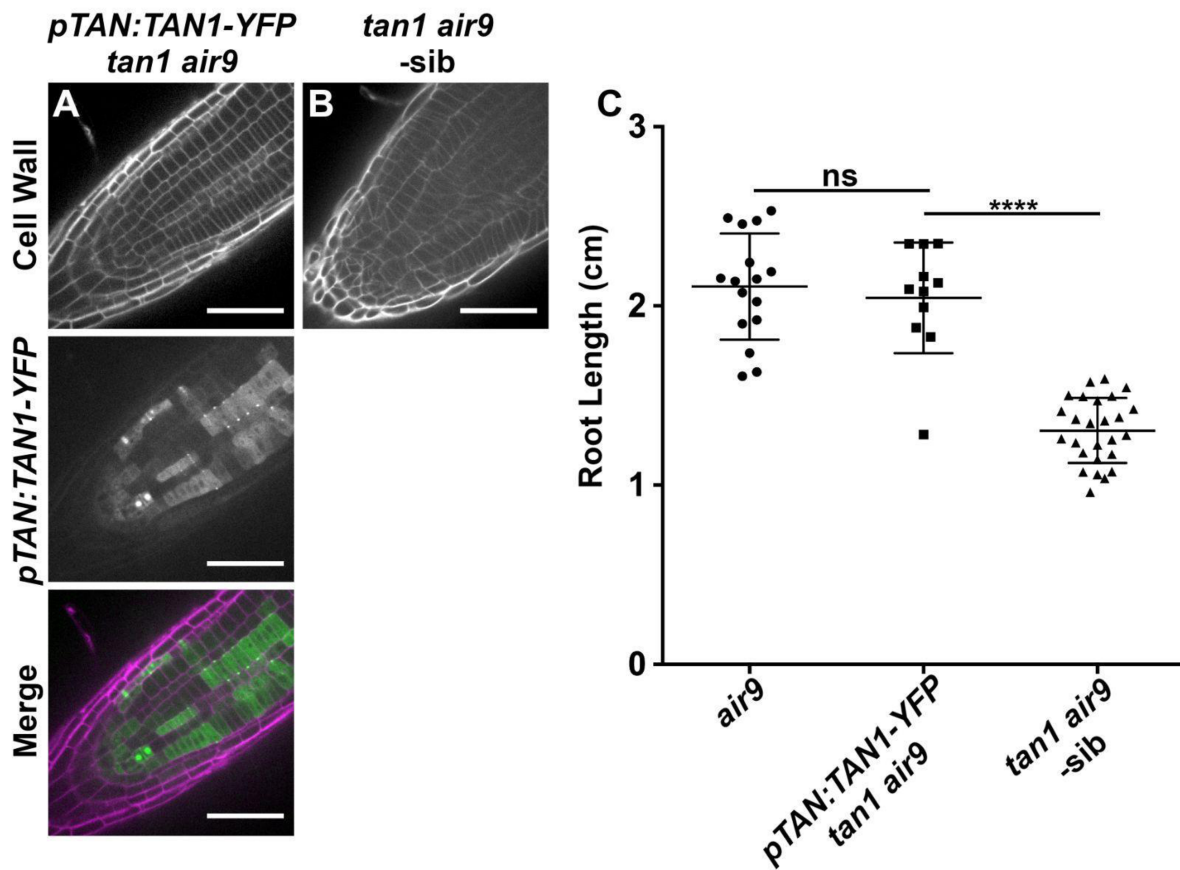 pTAN:TAN1-YFP
tan1 air9
tan1 air9
-sib
A
B
C
Cell Wall
pTAN:TAN1-YFP
Merge
Root Length (cm)
3
2
1
0
ns
****
air9
pTAN:TAN1-YFP
tan1 air9
tan1 air9
-sib